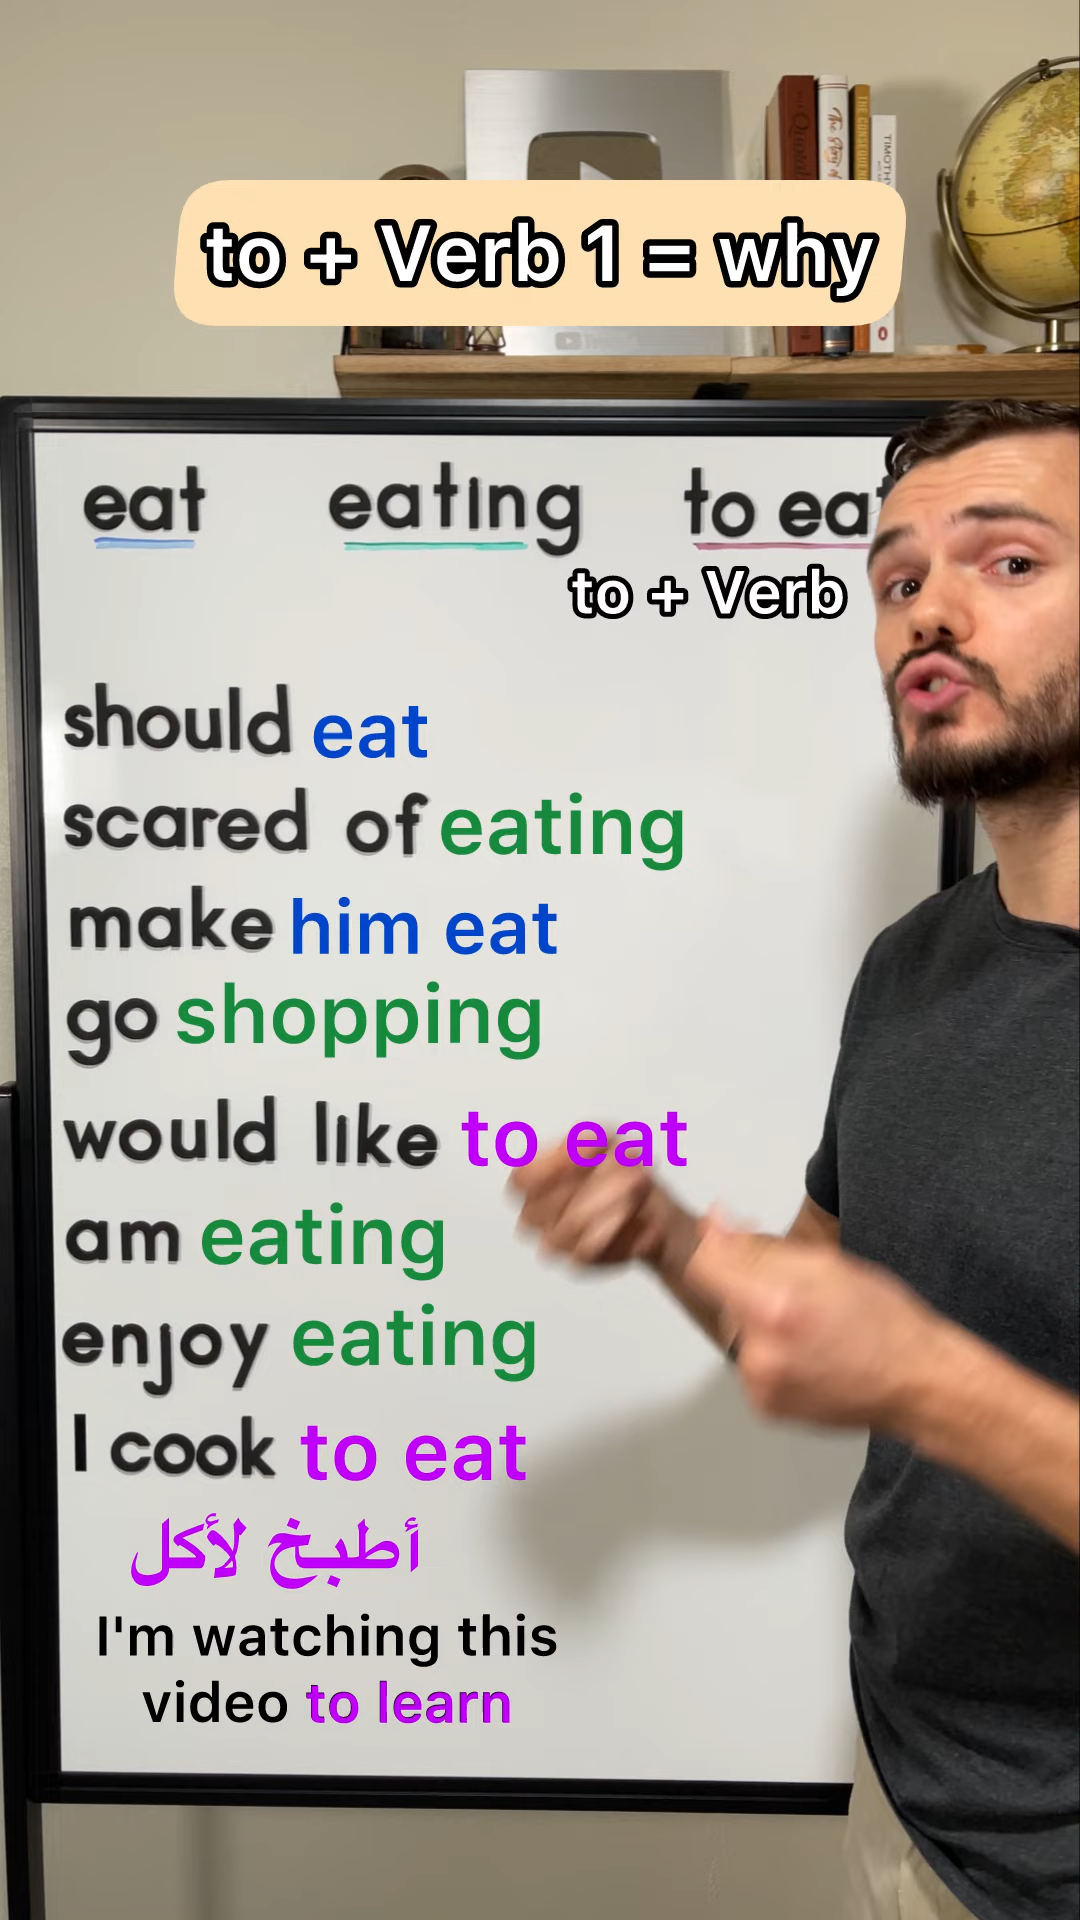 to + Verb 1 = why
eat eating to eat
to + Verb
should eat
scared of eating
make him eat
go shopping
would like to eat
am eating
enjoy eating
I cook to eat
أطبخ لأكل
I'm watching this
video to learn